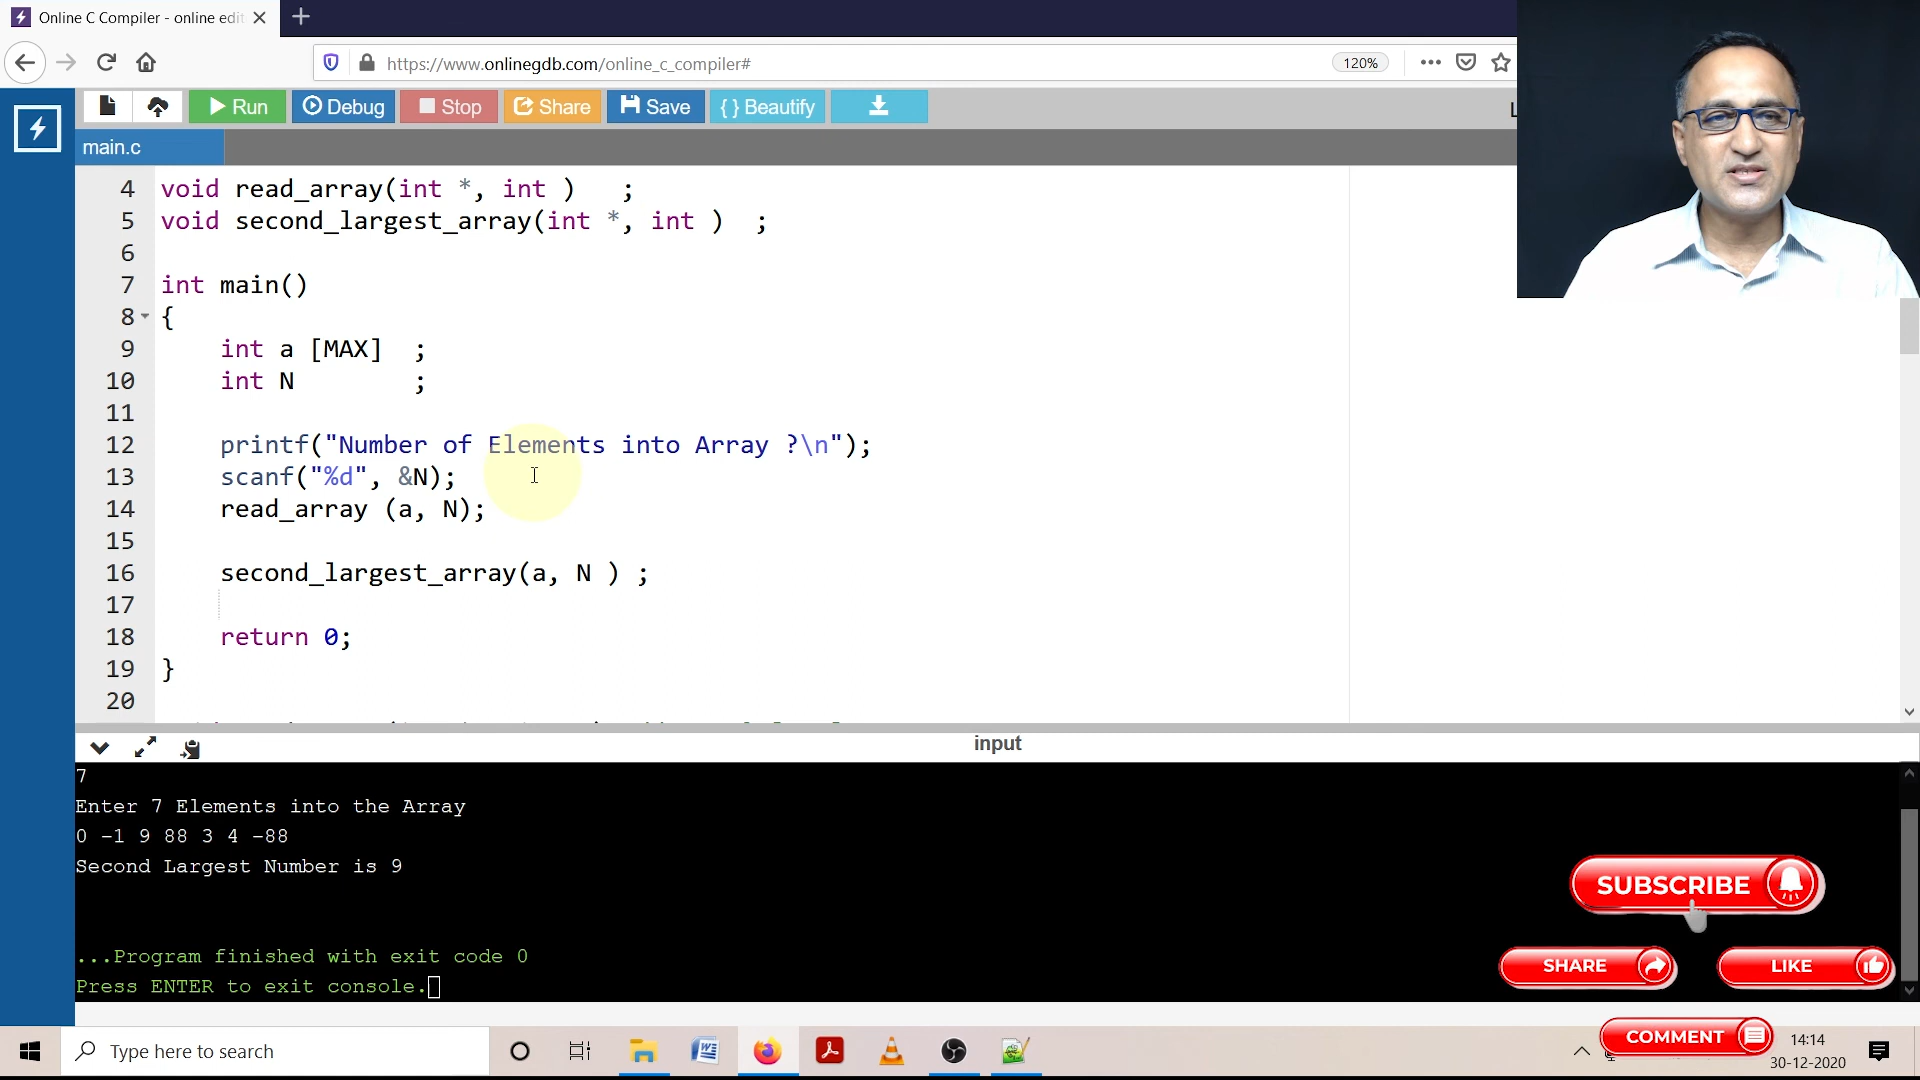 Online C Compiler - online edit
https://www.onlinegdb.com/online_c_compiler#
120%
Run
Debug
Stop
Share
Save
{ } Beautify
L
main.c
4 void read_array(int *, int )   ;
5 void second_largest_array(int *, int )  ;
6
7 int main()
8 {
9 int a [MAX]  ;
10 int N        ;
11
12 printf("Number of Elements into Array ?\n");
13 scanf("%d", &N);
14 read_array (a, N);
15
16 second_largest_array(a, N ) ;
17
18 return 0;
19 }
20
input
7
Enter 7 Elements into the Array
0 -1 9 88 3 4 -88
Second Largest Number is 9
...Program finished with exit code 0
Press ENTER to exit console.
SUBSCRIBE
SHARE
LIKE
COMMENT
Type here to search
14:14
30-12-2020